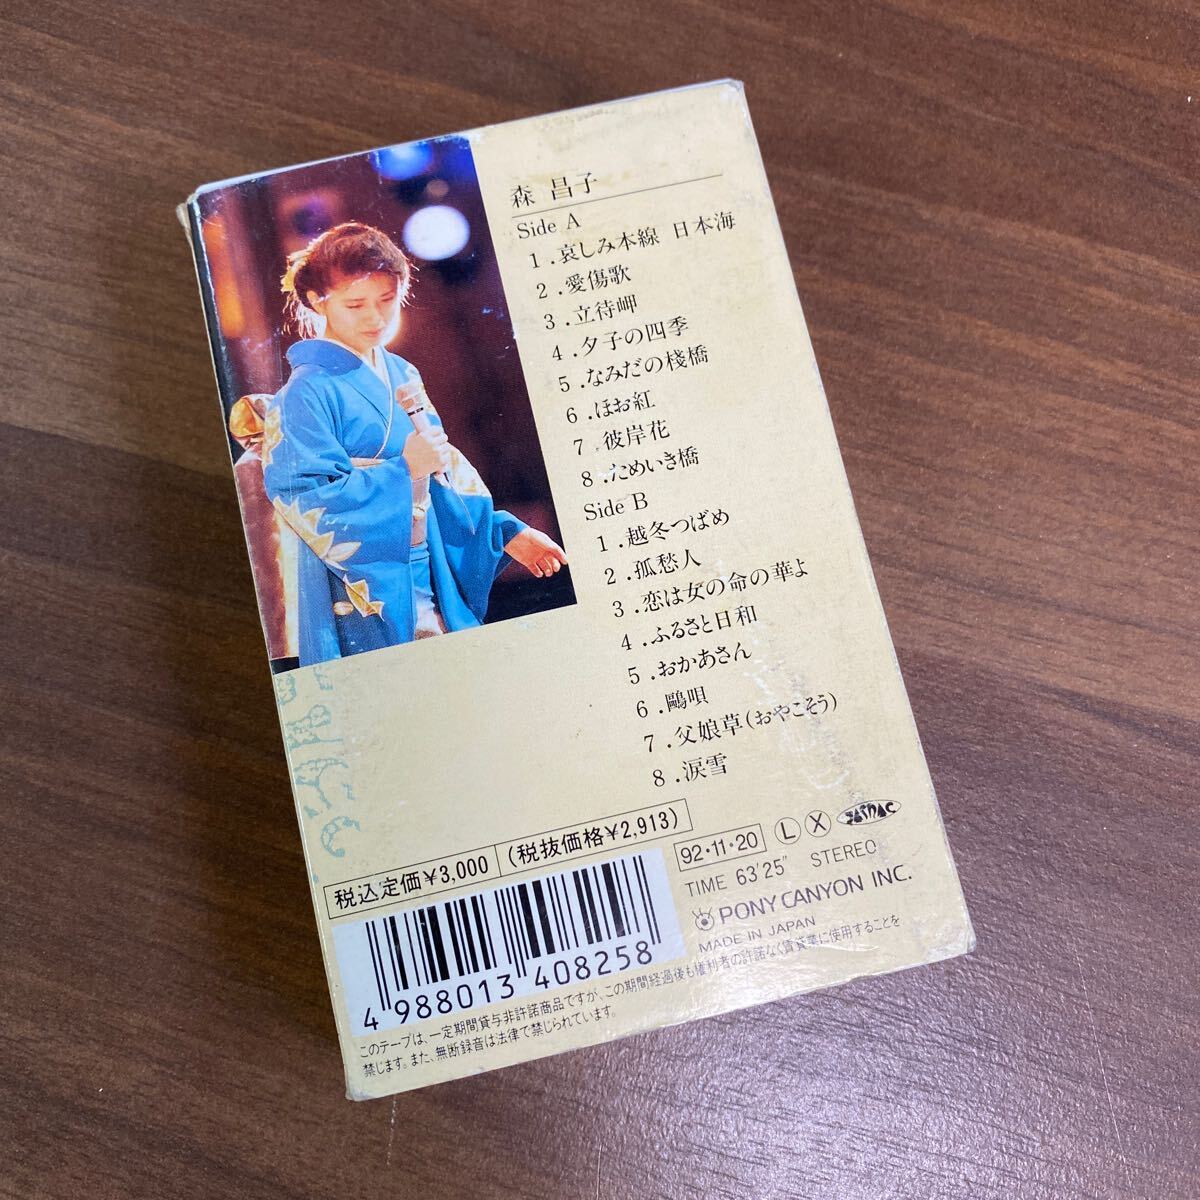 森 昌子
Side A
1.哀しみ本線 日本海
2.愛傷歌
3.立待岬
4.夕子の四季
5.なみだの棧橋
6.ほお紅
7.彼岸花
8.ためいき橋
Side B
1.越冬つばめ
2.孤愁人
3.恋は女の命の華よ
4.ふるさと日和
5.おかあさん
6.鷗唄
7.父娘草(おやこそう)
8.涙雪
税込定価¥3,000 (税抜価格¥2,913)
92・11・20 Ⓛ Ⓧ JASRAC
TIME 63'25" STEREO
PONY CANYON INC.
MADE IN JAPAN
4 988013 408258
このテープは、一定期間貸与非許諾商品ですが、この期間経過後も権利者の許諾なく賃貸業に使用することを
禁じます。また、無断録音は法律で禁じられています。